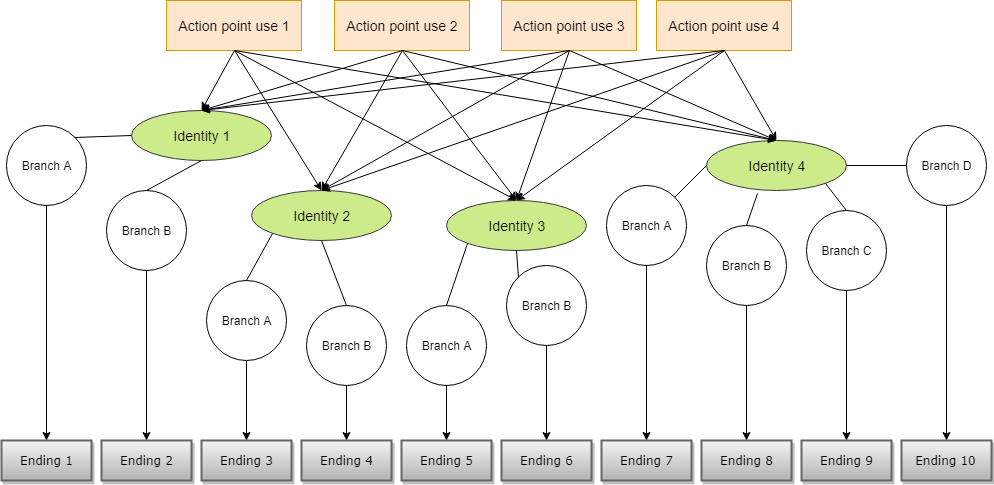 Action point use 1
Action point use 2
Action point use 3
Action point use 4
Identity 1
Identity 2
Identity 3
Identity 4
Branch A
Branch B
Branch A
Branch B
Branch A
Branch B
Branch A
Branch B
Branch C
Branch D
Ending 1
Ending 2
Ending 3
Ending 4
Ending 5
Ending 6
Ending 7
Ending 8
Ending 9
Ending 10